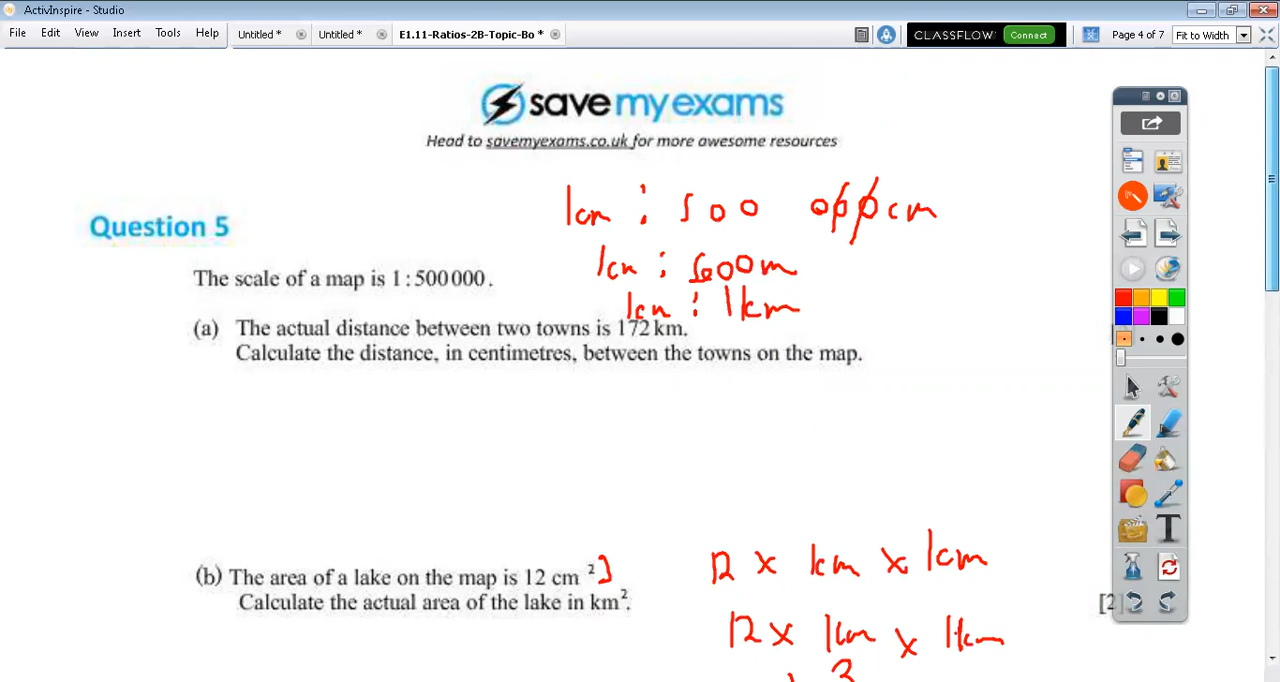 ActivInspire - Studio
File Edit View Insert Tools Help Untitled * Untitled * E1.11-Ratios-2B-Topic-Bo * CLASSFLOW Connect Page 4 of 7 Fit to Width
save my exams
Head to savemyexams.co.uk for more awesome resources
1cm : 500 000cm
Question 5
1cm : 500m
The scale of a map is 1 : 500 000.
1cm : 1km
(a) The actual distance between two towns is 172 km.
Calculate the distance, in centimetres, between the towns on the map.
12 x 1cm x 1cm
(b) The area of a lake on the map is 12 cm²
Calculate the actual area of the lake in km².
[2]
12 x 1km x 1km